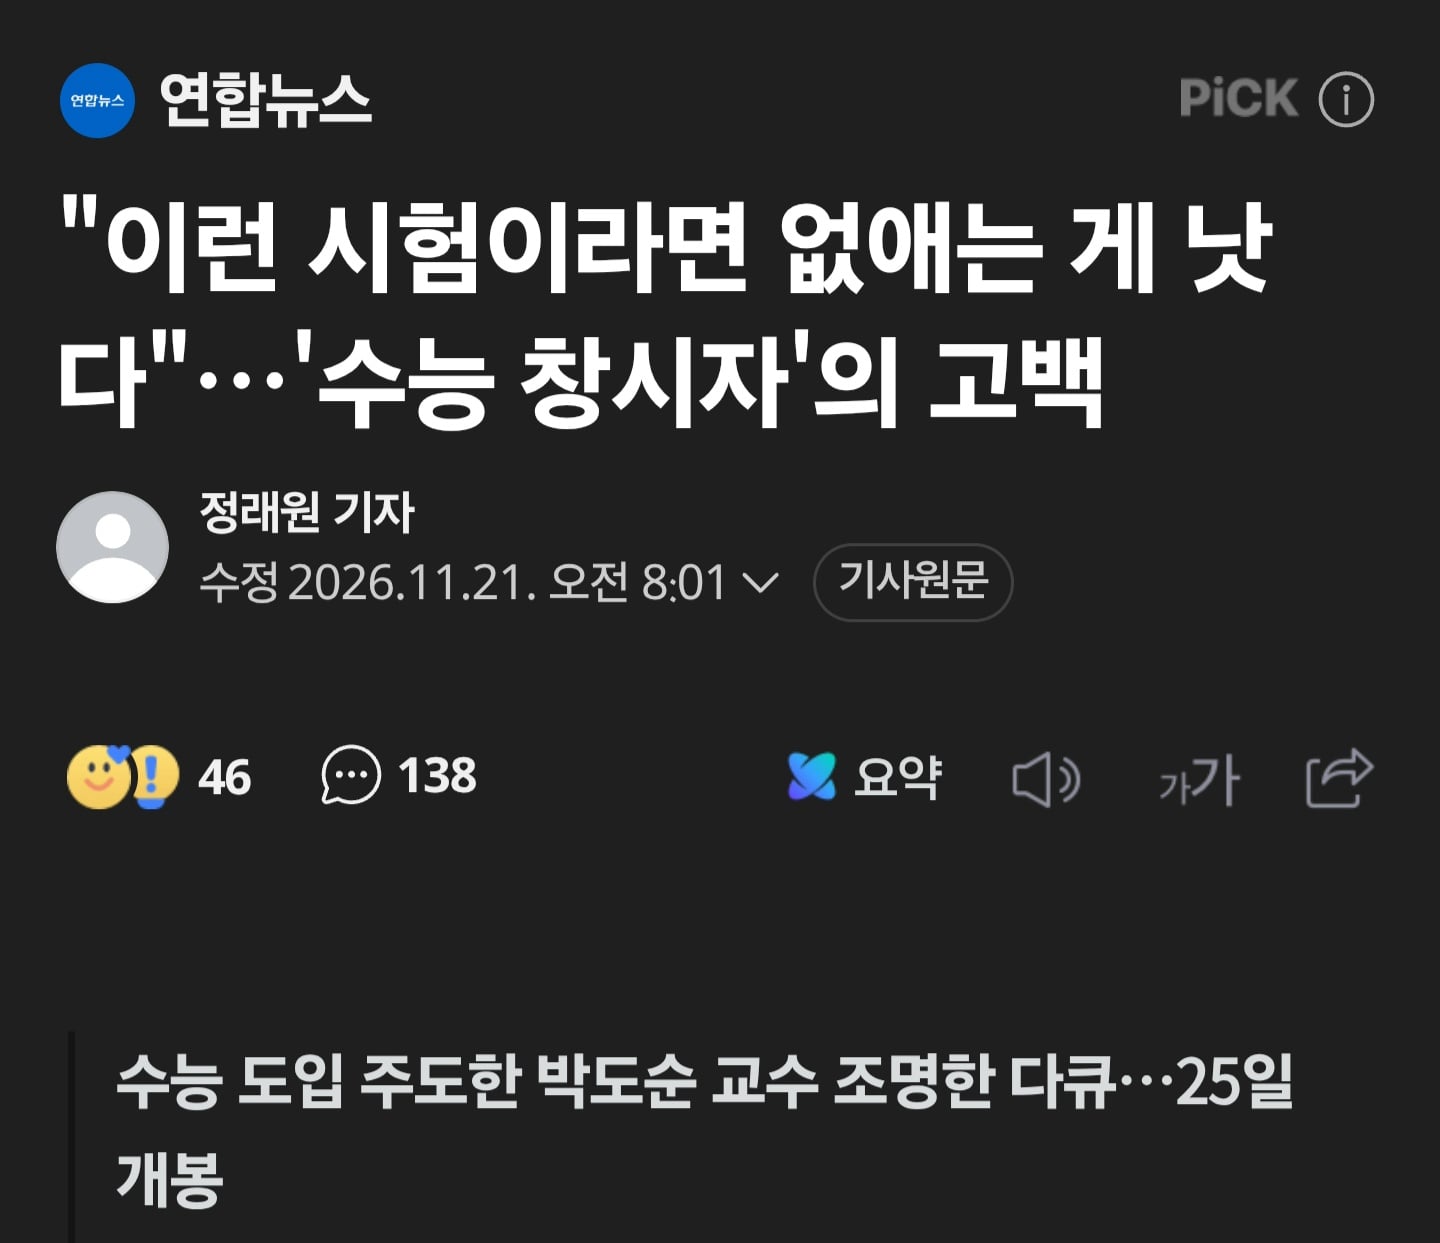 연합뉴스 연합뉴스 PiCK i
"이런 시험이라면 없애는 게 낫
다"…'수능 창시자'의 고백
정래원 기자
수정 2026.11.21. 오전 8:01 기사원문
46 138 요약 가가
수능 도입 주도한 박도순 교수 조명한 다큐…25일
개봉